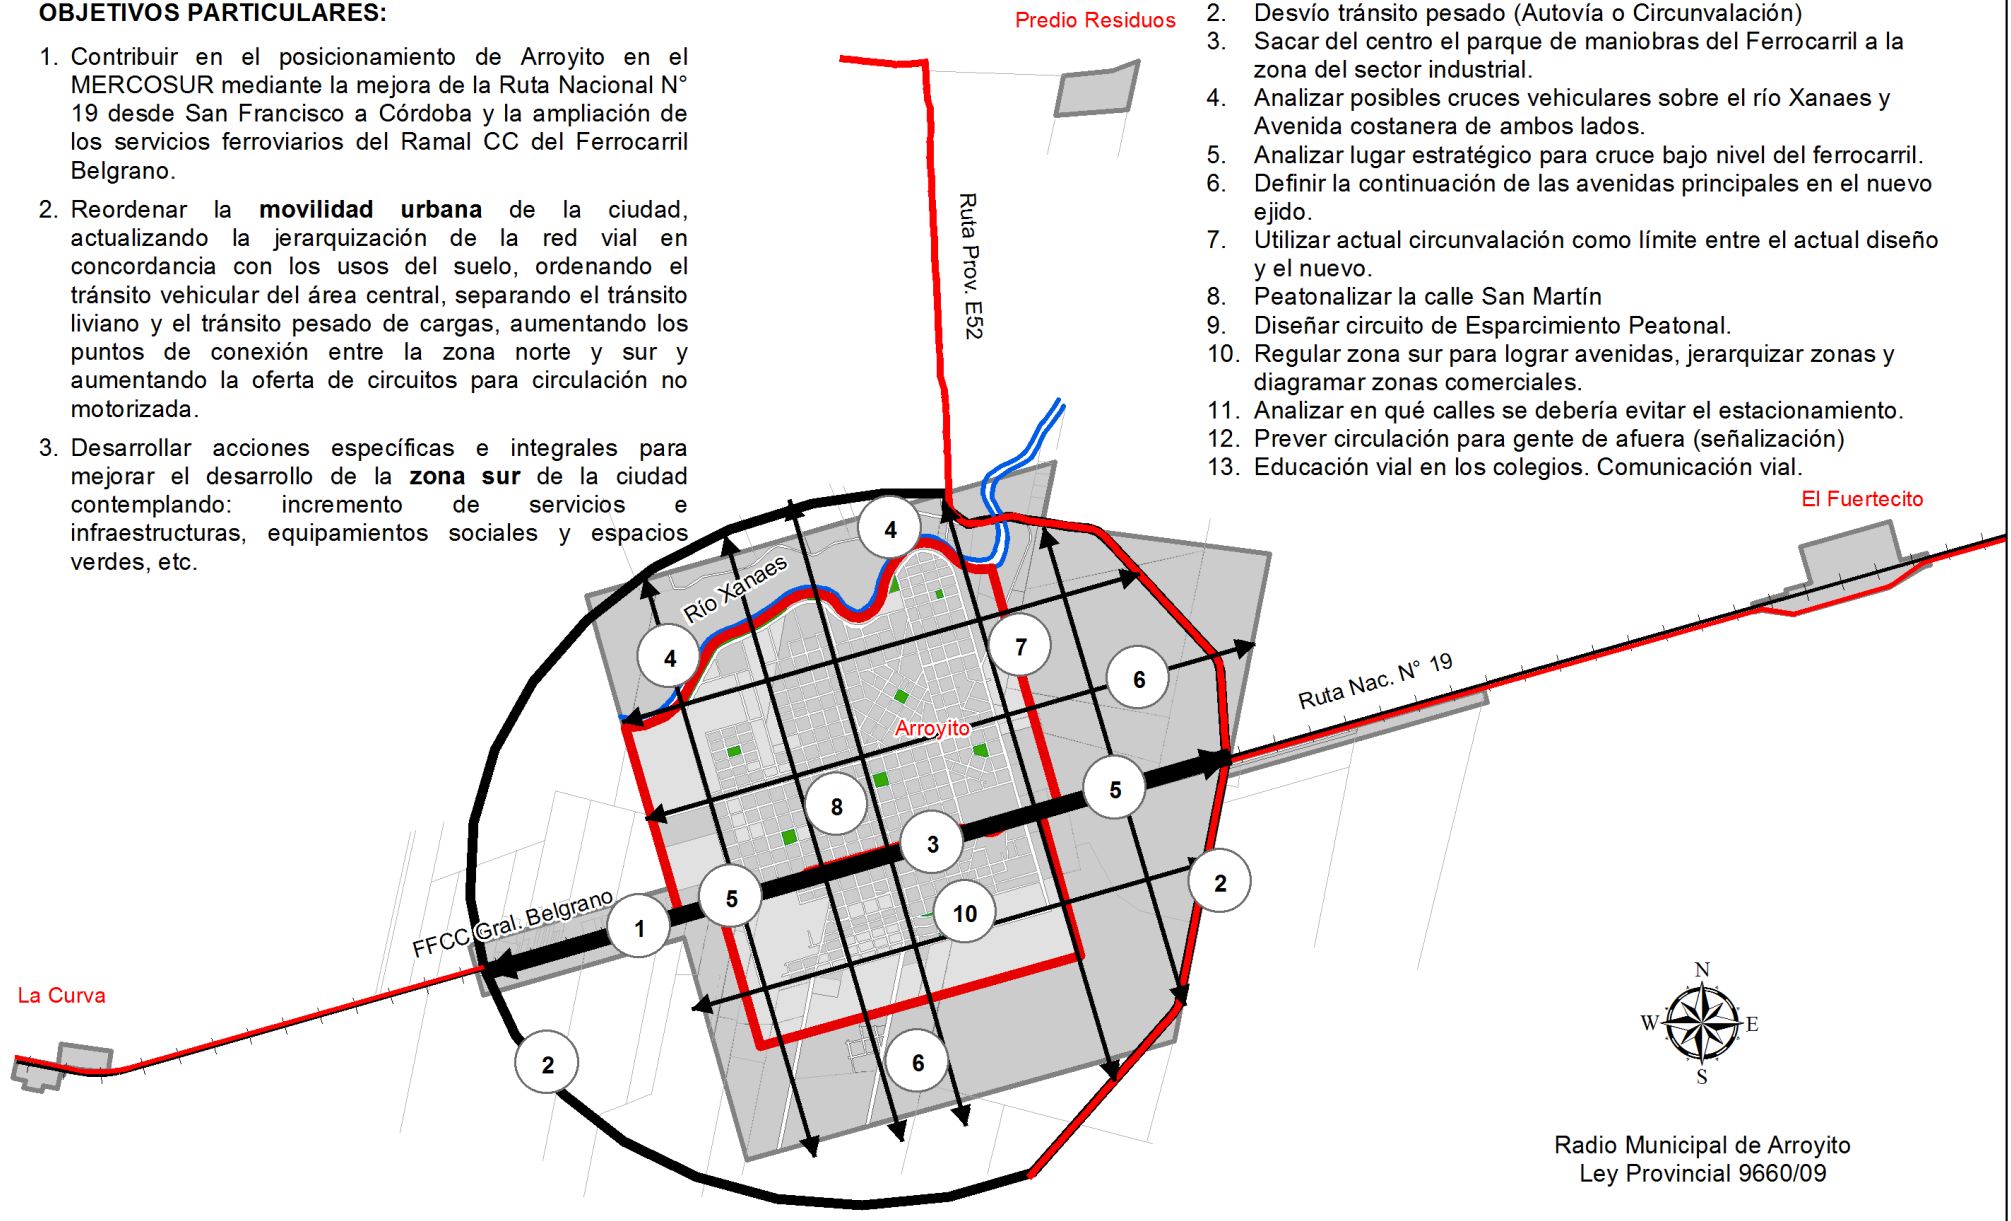 OBJETIVOS PARTICULARES:
1. Contribuir en el posicionamiento de Arroyito en el
MERCOSUR mediante la mejora de la Ruta Nacional N°
19 desde San Francisco a Córdoba y la ampliación de
los servicios ferroviarios del Ramal CC del Ferrocarril
Belgrano.
2. Reordenar la movilidad urbana de la ciudad,
actualizando la jerarquización de la red vial en
concordancia con los usos del suelo, ordenando el
tránsito vehicular del área central, separando el tránsito
liviano y el tránsito pesado de cargas, aumentando los
puntos de conexión entre la zona norte y sur y
aumentando la oferta de circuitos para circulación no
motorizada.
3. Desarrollar acciones específicas e integrales para
mejorar el desarrollo de la zona sur de la ciudad
contemplando: incremento de servicios e
infraestructuras, equipamientos sociales y espacios
verdes, etc.
Predio Residuos
2. Desvío tránsito pesado (Autovía o Circunvalación)
3. Sacar del centro el parque de maniobras del Ferrocarril a la
zona del sector industrial.
4. Analizar posibles cruces vehiculares sobre el río Xanaes y
Avenida costanera de ambos lados.
5. Analizar lugar estratégico para cruce bajo nivel del ferrocarril.
6. Definir la continuación de las avenidas principales en el nuevo
ejido.
7. Utilizar actual circunvalación como límite entre el actual diseño
y el nuevo.
8. Peatonalizar la calle San Martín
9. Diseñar circuito de Esparcimiento Peatonal.
10. Regular zona sur para lograr avenidas, jerarquizar zonas y
diagramar zonas comerciales.
11. Analizar en qué calles se debería evitar el estacionamiento.
12. Prever circulación para gente de afuera (señalización)
13. Educación vial en los colegios. Comunicación vial.
Ruta Prov. E52
El Fuertecito
4
Río Xanaes
4
7
6
Ruta Nac. N° 19
Arroyito
5
8
3
2
5
10
1
FFCC Gral. Belgrano
La Curva
2
6
N
W E
S
Radio Municipal de Arroyito
Ley Provincial 9660/09